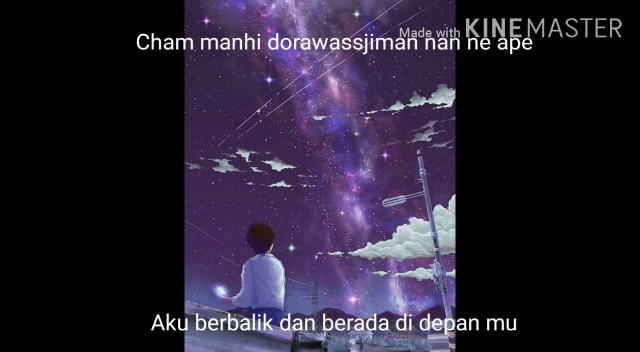 Made with KINEMASTER
Cham manhi dorawassjiman nan ne ape
Aku berbalik dan berada di depan mu